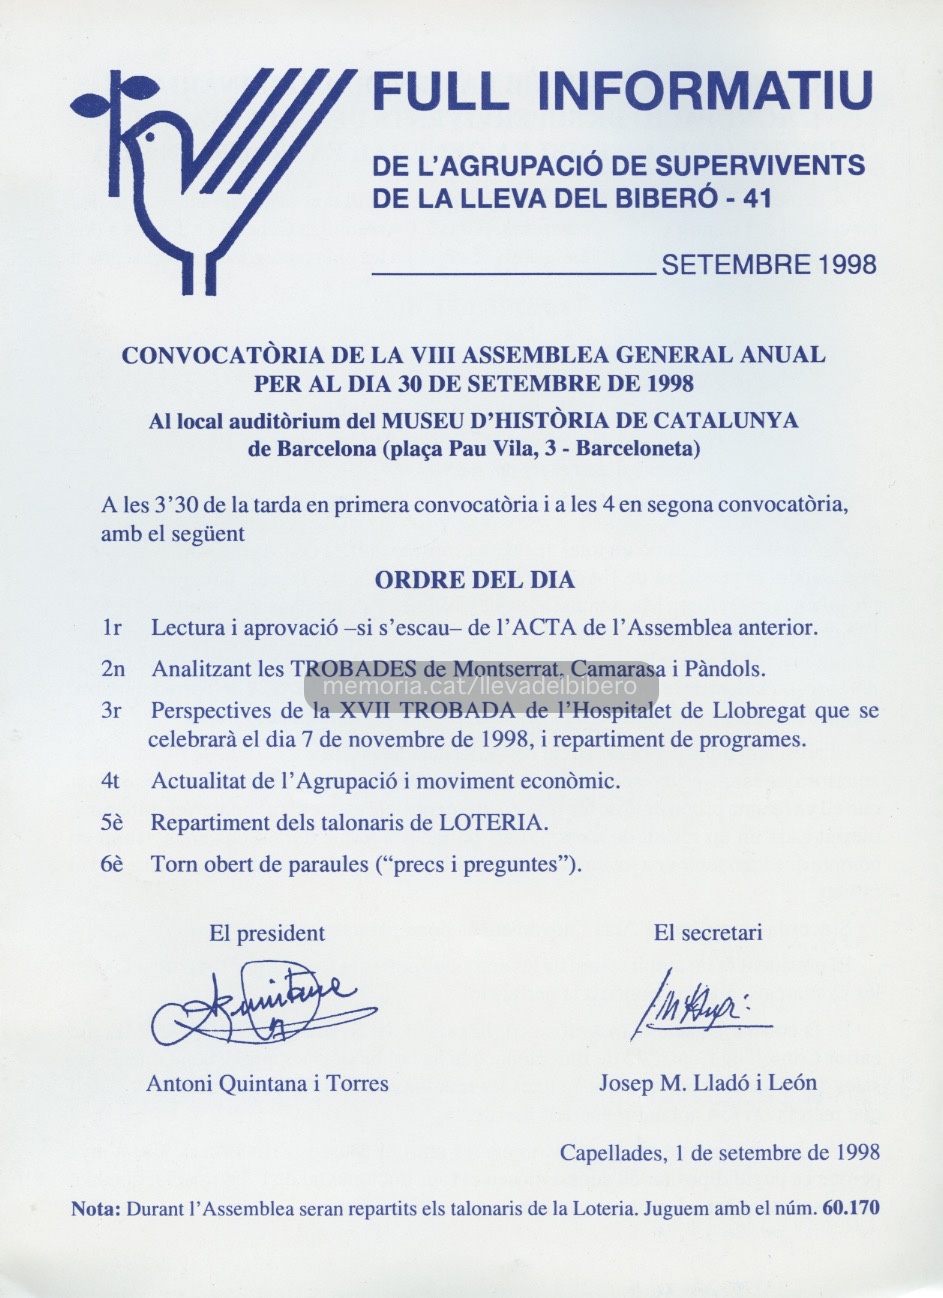 FULL INFORMATIU
DE L'AGRUPACIÓ DE SUPERVIVENTS
DE LA LLEVA DEL BIBERÓ - 41
SETEMBRE 1998
CONVOCATÒRIA DE LA VIII ASSEMBLEA GENERAL ANUAL
PER AL DIA 30 DE SETEMBRE DE 1998
Al local auditòrium del MUSEU D'HISTÒRIA DE CATALUNYA
de Barcelona (plaça Pau Vila, 3 - Barceloneta)
A les 3'30 de la tarda en primera convocatòria i a les 4 en segona convocatòria,
amb el següent
ORDRE DEL DIA
1r Lectura i aprovació –si s'escau– de l'ACTA de l'Assemblea anterior.
2n Analitzant les TROBADES de Montserrat, Camarasa i Pàndols.
memoria.cat/llevadelbibero
3r Perspectives de la XVII TROBADA de l'Hospitalet de Llobregat que se
celebrarà el dia 7 de novembre de 1998, i repartiment de programes.
4t Actualitat de l'Agrupació i moviment econòmic.
5è Repartiment dels talonaris de LOTERIA.
6è Torn obert de paraules ("precs i preguntes").
El president
El secretari
Antoni Quintana i Torres
Josep M. Lladó i León
Capellades, 1 de setembre de 1998
Nota: Durant l'Assemblea seran repartits els talonaris de la Loteria. Juguem amb el núm. 60.170